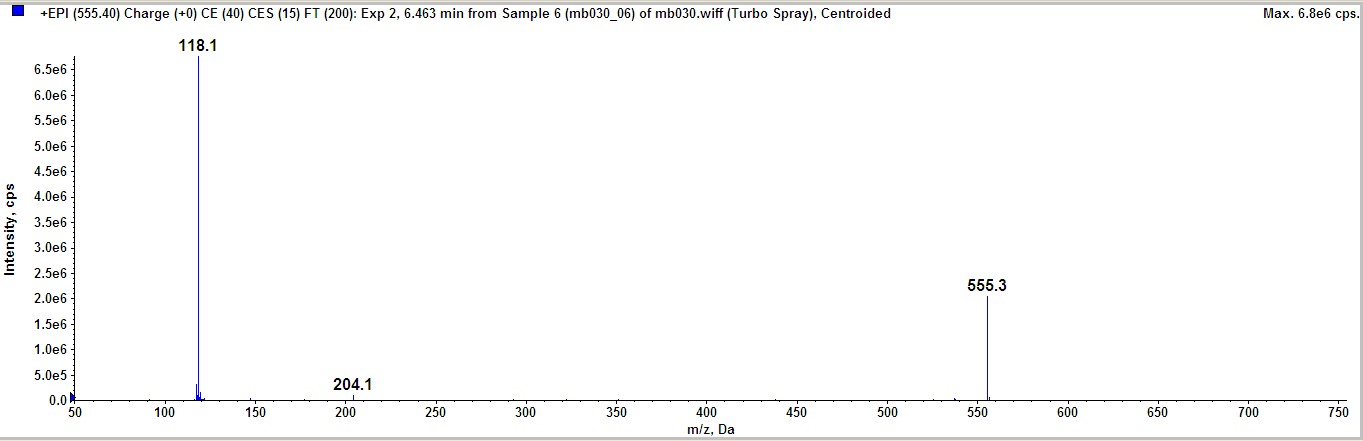 +EPI (555.40) Charge (+0) CE (40) CES (15) FT (200): Exp 2, 6.463 min from Sample 6 (mb030_06) of mb030.wiff (Turbo Spray), Centroided
Max. 6.8e6 cps.
118.1
6.5e6
6.0e6
5.5e6
5.0e6
4.5e6
4.0e6
3.5e6
3.0e6
2.5e6
2.0e6
1.5e6
1.0e6
5.0e5
0.0
Intensity, cps
555.3
204.1
50
100
150
200
250
300
350
400
450
500
550
600
650
700
750
m/z, Da